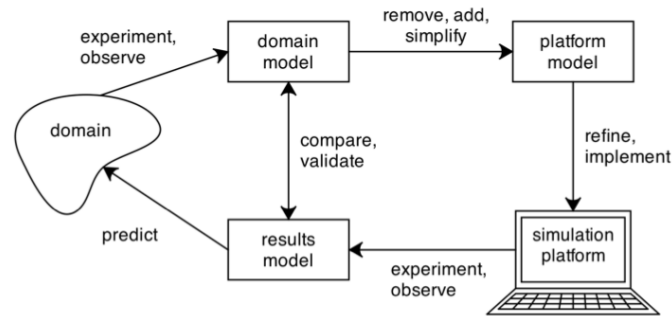 experiment,
observe
domain
model
remove, add,
simplify
platform
model
domain
compare,
validate
refine,
implement
predict
results
model
experiment,
observe
simulation
platform